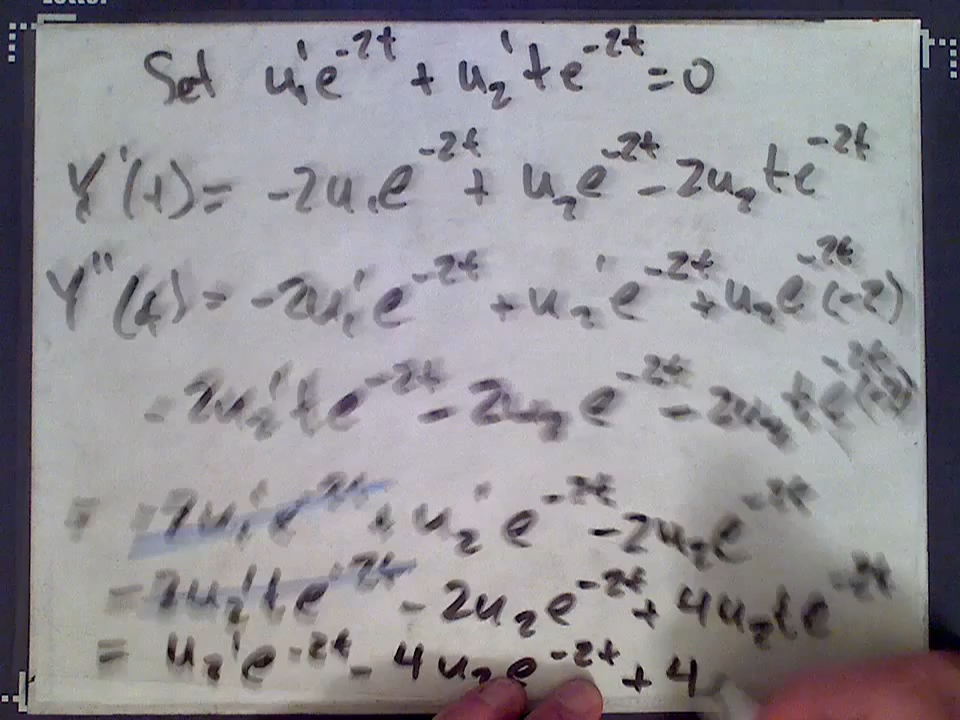 Set u₁'e^{-2t} + u₂'te^{-2t} = 0
Y'(t) = -2u₁e^{-2t} + u₂e^{-2t} - 2u₂te^{-2t}
Y''(t) = -2u₁'e^{-2t} + u₂'e^{-2t} + u₂e^{-2t}(-2)
- 2u₂'te^{-2t} - 2u₂e^{-2t} - 2u₂te^{-2t}(-2)
= -2u₁'e^{-2t} + u₂'e^{-2t} - 2u₂e^{-2t}
- 2u₂'te^{-2t} - 2u₂e^{-2t} + 4u₂te^{-2t}
= u₂'e^{-2t} - 4u₂e^{-2t} + 4